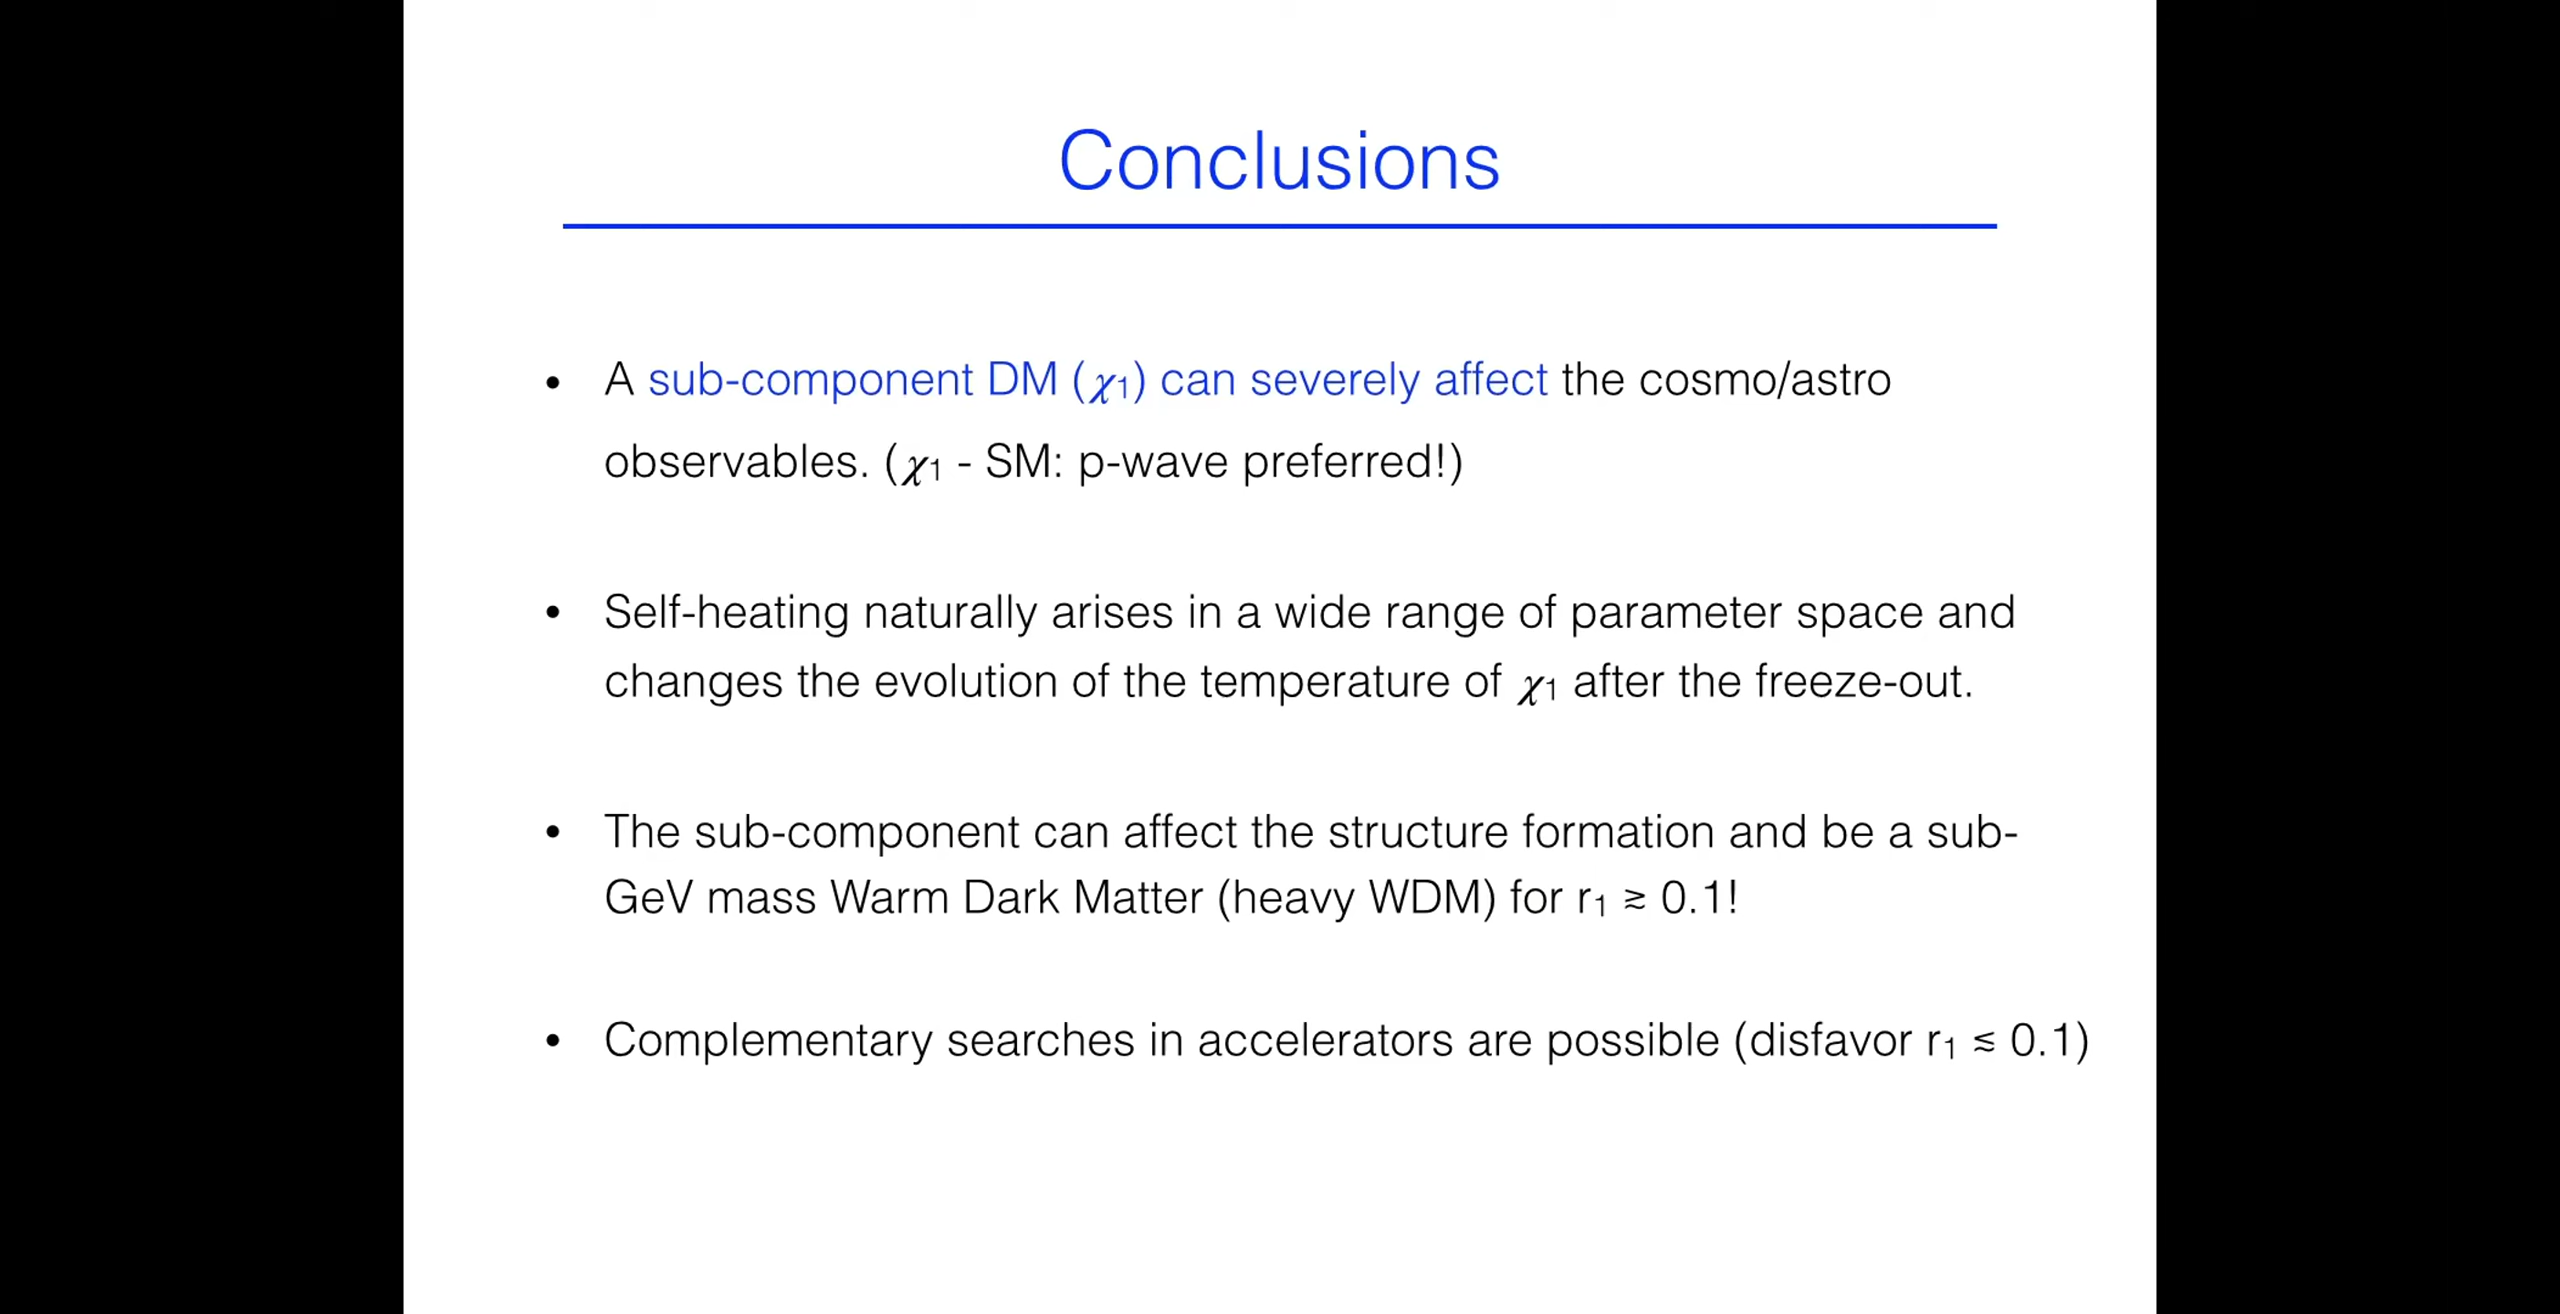 Conclusions
• A sub-component DM (χ₁) can severely affect the cosmo/astro
observables. (χ₁ - SM: p-wave preferred!)
• Self-heating naturally arises in a wide range of parameter space and
changes the evolution of the temperature of χ₁ after the freeze-out.
• The sub-component can affect the structure formation and be a sub-
GeV mass Warm Dark Matter (heavy WDM) for r₁ ≳ 0.1!
• Complementary searches in accelerators are possible (disfavor r₁ ≲ 0.1)